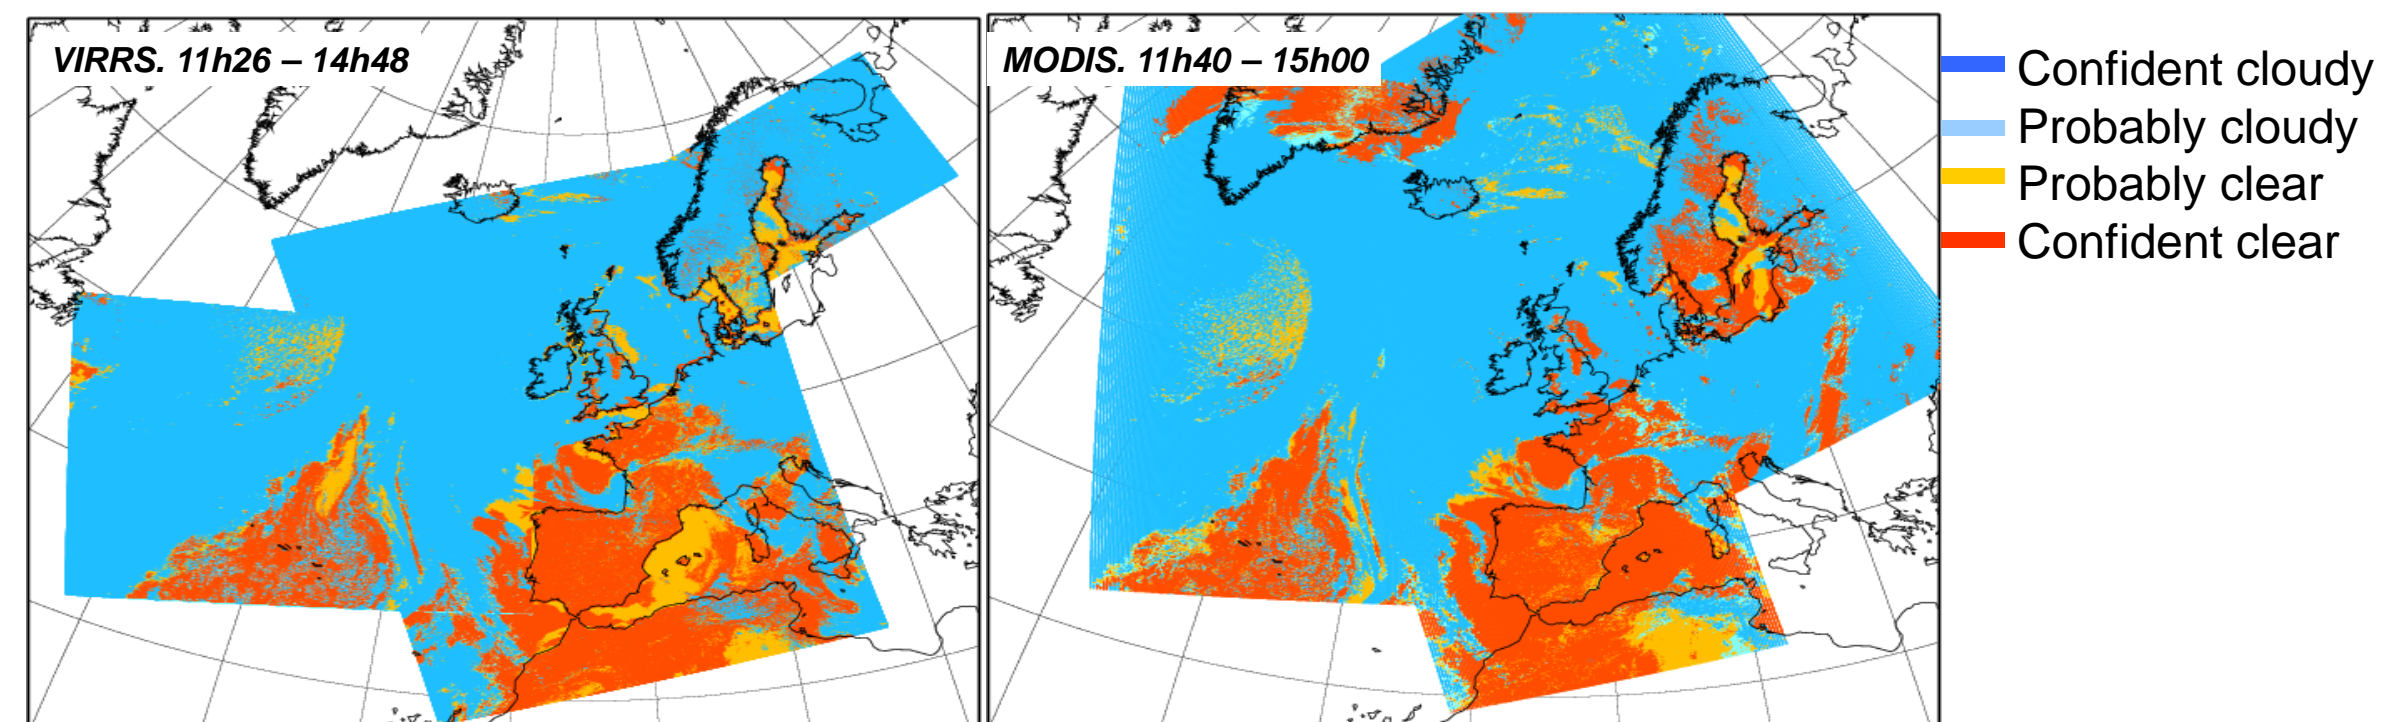 VIRRS. 11h26 – 14h48
MODIS. 11h40 – 15h00
Confident cloudy
Probably cloudy
Probably clear
Confident clear